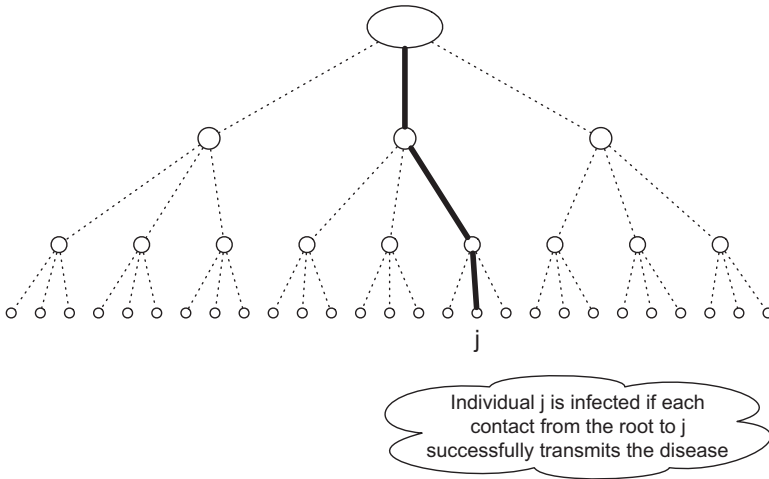 j
Individual j is infected if each
contact from the root to j
successfully transmits the disease